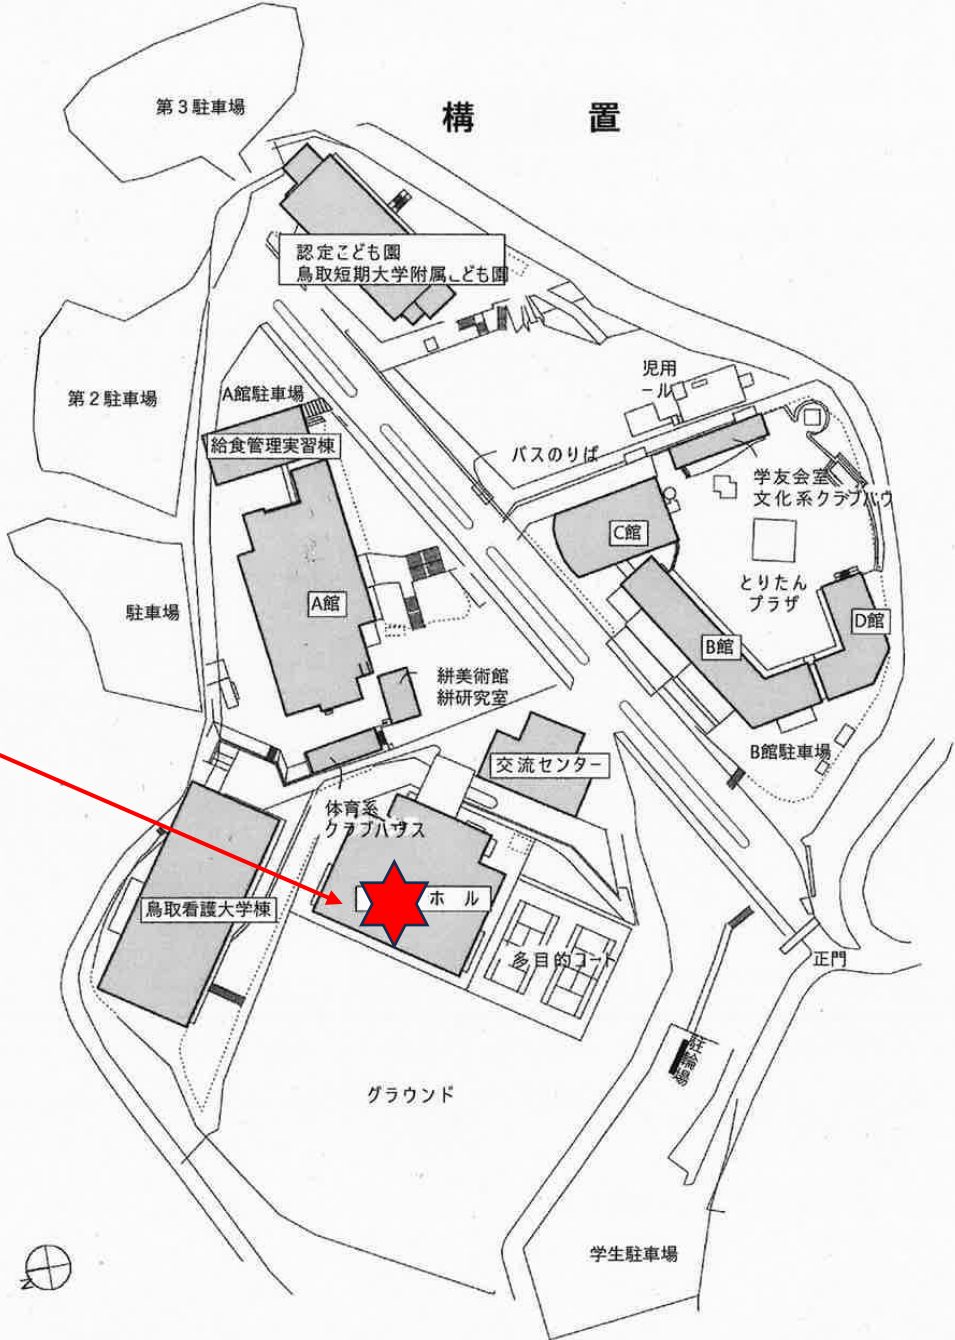 構 置
第3駐車場
認定こども園
鳥取短期大学附属こども園
第2駐車場
A館駐車場
給食管理実習棟
児用
ール
バスのりば
学友会室
文化系クラブハウ
C館
とりたん
プラザ
D館
駐車場
A館
B館
絣美術館
絣研究室
B館駐車場
交流センター
体育系
クラブハウス
鳥取看護大学棟
ホ ル
多目的コート
正門
駐輪場
グラウンド
学生駐車場
N